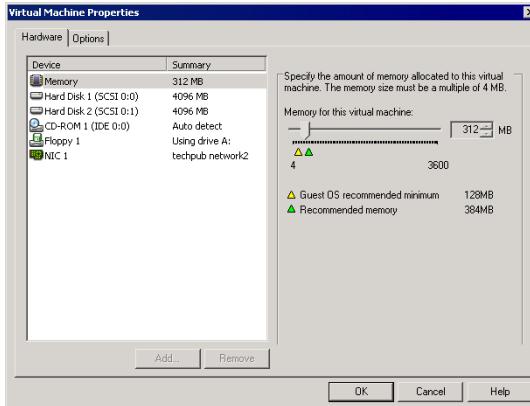 Virtual Machine Properties
Hardware Options
Device Summary
Memory 312 MB
Hard Disk 1 (SCSI 0:0) 4096 MB
Hard Disk 2 (SCSI 0:1) 4096 MB
CD-ROM 1 (IDE 0:0) Auto detect
Floppy 1 Using drive A:
NIC 1 techpub network2
Add... Remove
Specify the amount of memory allocated to this virtual
machine. The memory size must be a multiple of 4 MB.
Memory for this virtual machine:
312 MB
4 3600
Guest OS recommended minimum 128MB
Recommended memory 384MB
OK Cancel Help